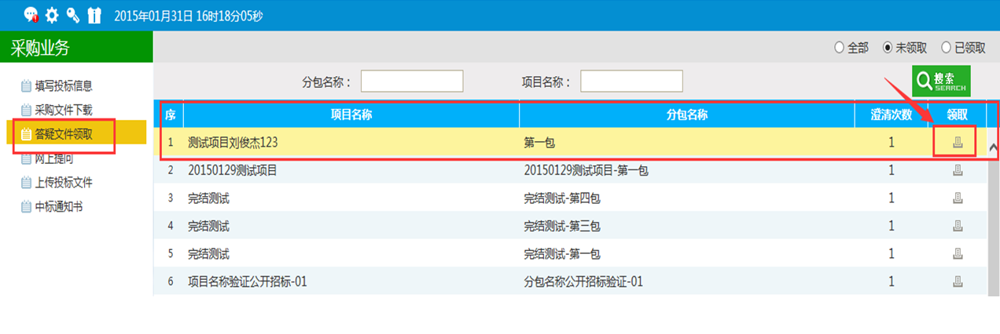 2015年01月31日 16时18分05秒
采购业务
全部 未领取 已领取
填写投标信息
采购文件下载
答疑文件领取
网上提问
上传投标文件
中标通知书
分包名称： 项目名称： 搜索 SEARCH
序 项目名称 分包名称 澄清次数 领取
1 测试项目刘俊杰123 第一包 1
2 20150129测试项目 20150129测试项目-第一包 1
3 完结测试 完结测试-第四包 1
4 完结测试 完结测试-第三包 1
5 完结测试 完结测试-第一包 1
6 项目名称验证公开招标-01 分包名称公开招标验证-01 1